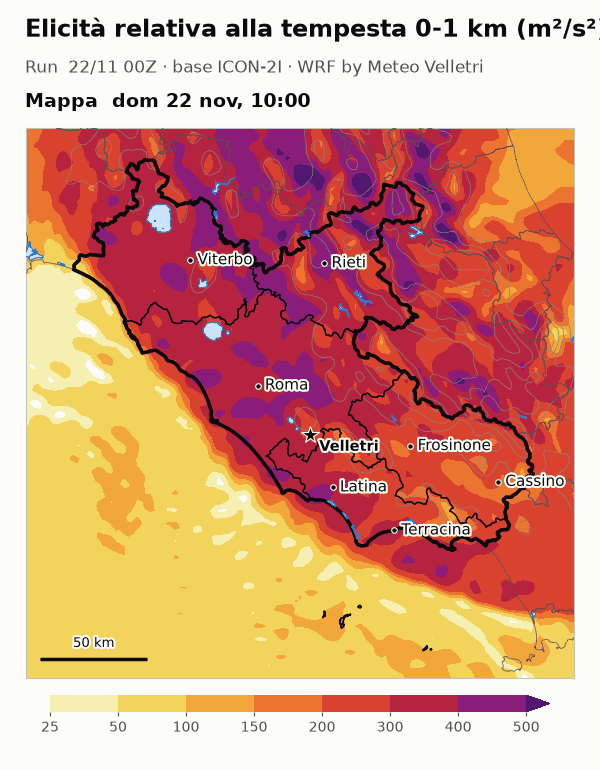 Elicità relativa alla tempesta 0-1 km (m²/s²)
Run 22/11 00Z · base ICON-2I · WRF by Meteo Velletri
Mappa dom 22 nov, 10:00
Viterbo
Rieti
Roma
Velletri
Frosinone
Latina
Cassino
Terracina
50 km
25 50 100 150 200 300 400 500